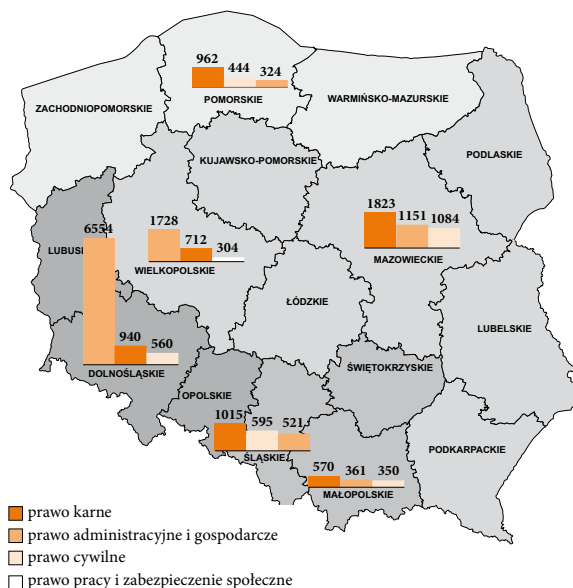 962 444 324
POMORSKIE
ZACHODNIOPOMORSKIE
WARMIŃSKO-MAZURSKIE
KUJAWSKO-POMORSKIE
PODLASKIE
1823 1151 1084
MAZOWIECKIE
1728 712 304
WIELKOPOLSKIE
6554 940 560
LUBUS
DOLNOŚLĄSKIE
ŁÓDZKIE
LUBELSKIE
ŚWIĘTOKRZYSKIE
OPOLSKIE
1015 595 521
ŚLĄSKIE
570 361 350
MAŁOPOLSKIE
PODKARPACKIE
prawo karne
prawo administracyjne i gospodarcze
prawo cywilne
prawo pracy i zabezpieczenie społeczne